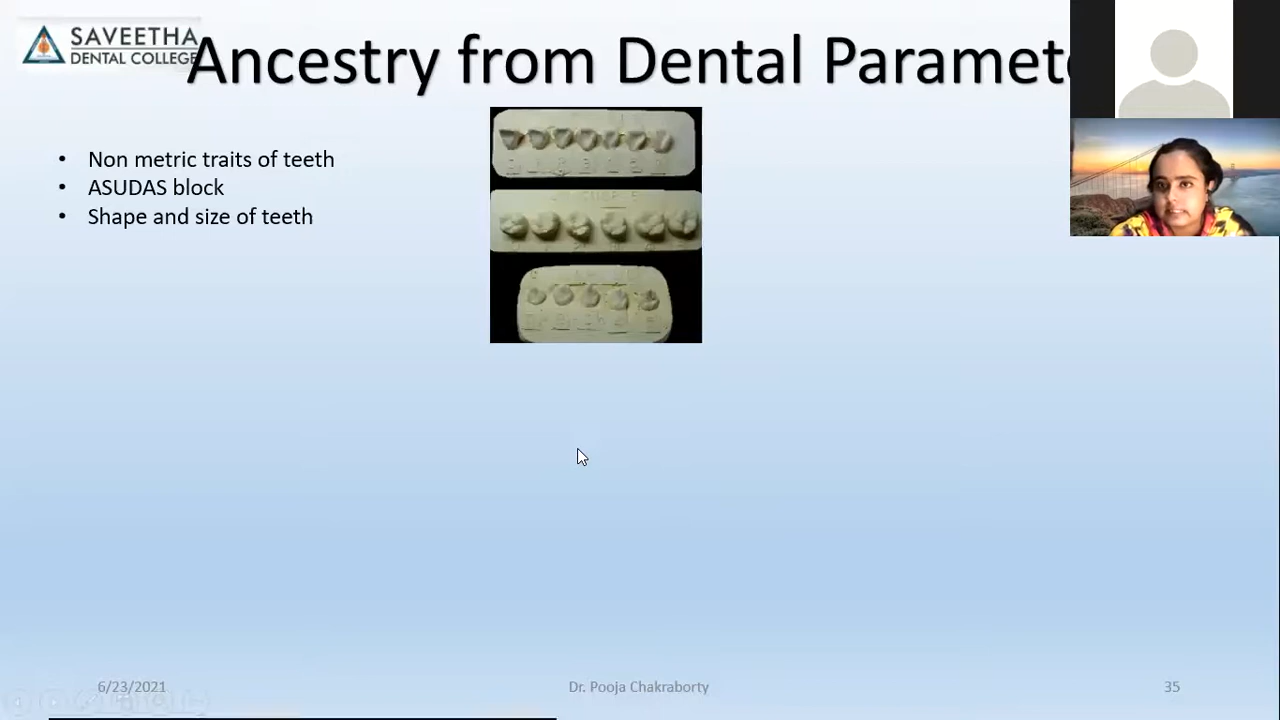 SAVEETHA
DENTAL COLLEGE
Ancestry from Dental Paramet
• Non metric traits of teeth
• ASUDAS block
• Shape and size of teeth
6/23/2021
Dr. Pooja Chakraborty
35